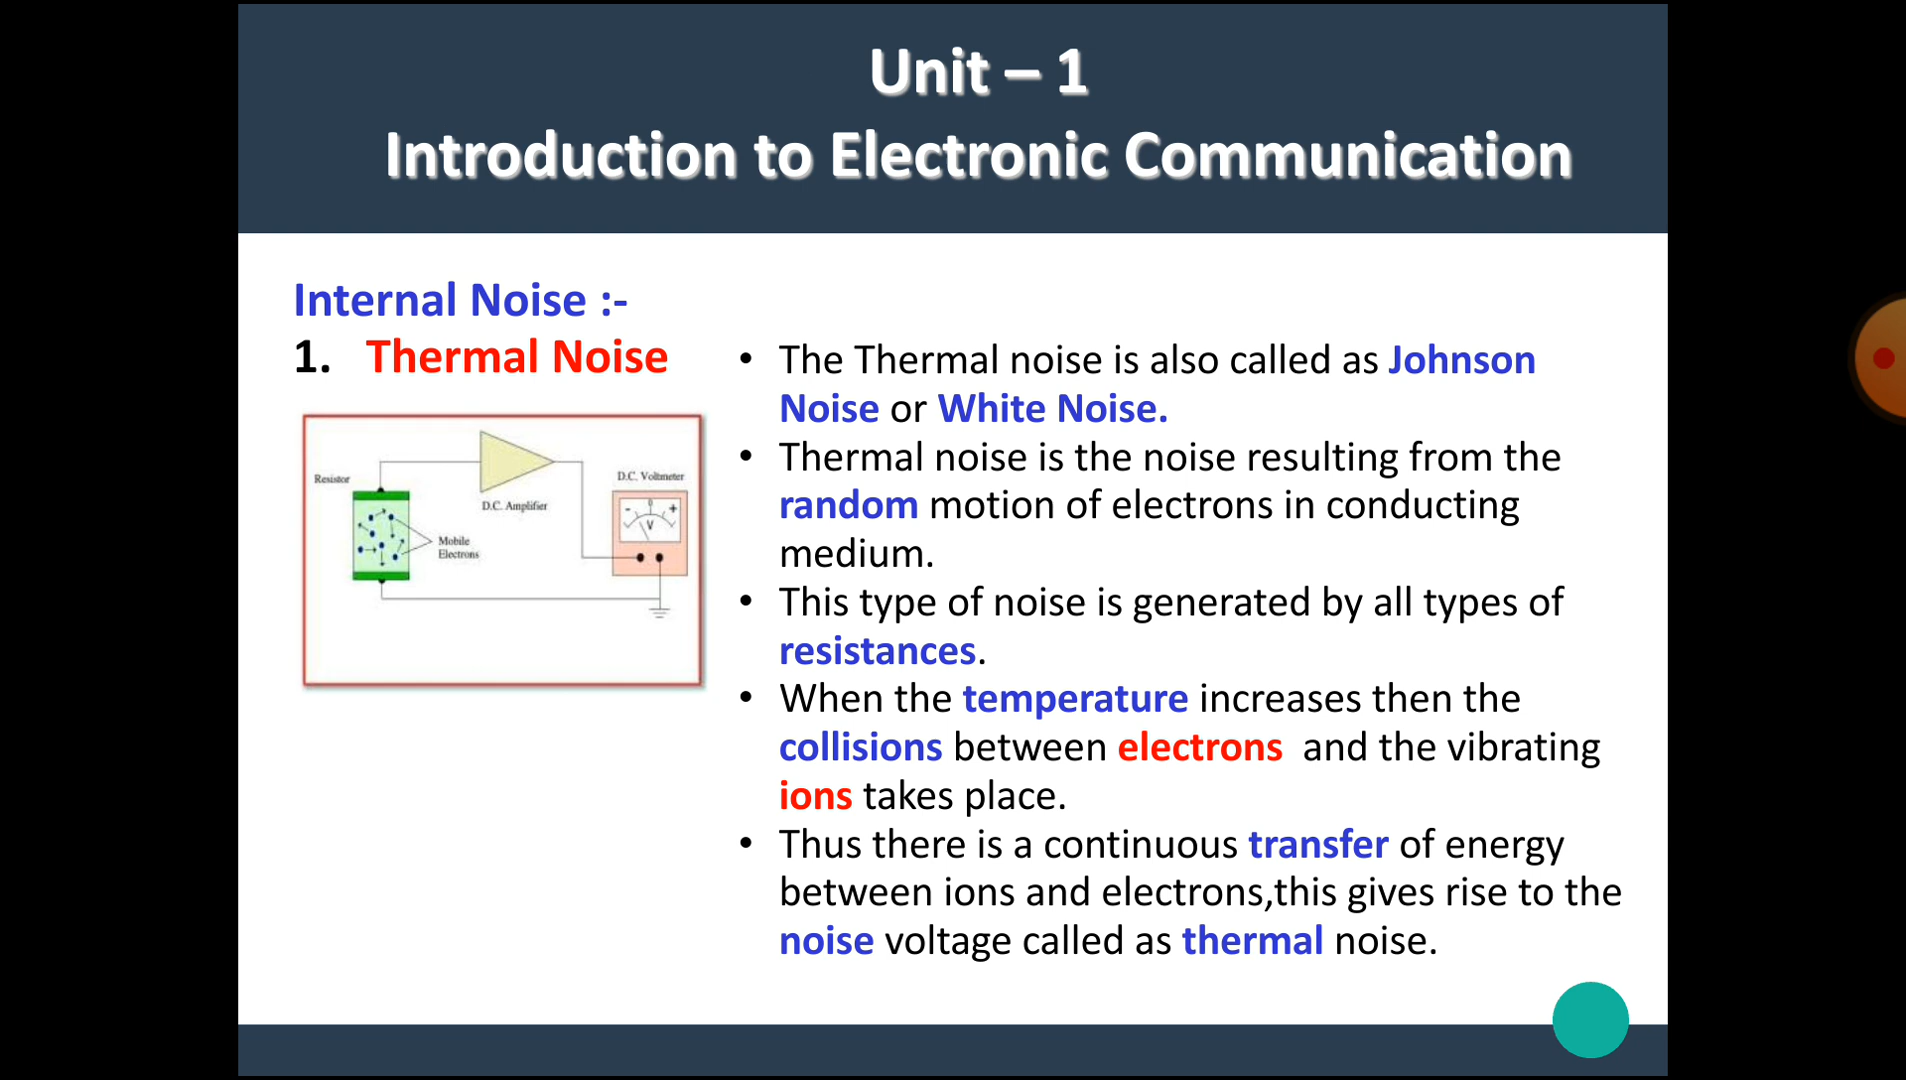 Unit – 1
Introduction to Electronic Communication
Internal Noise :-
1. Thermal Noise
Resistor
D.C. Amplifier
Mobile
Electrons
D.C. Voltmeter
- 0 +
V
• The Thermal noise is also called as Johnson
Noise or White Noise.
• Thermal noise is the noise resulting from the
random motion of electrons in conducting
medium.
• This type of noise is generated by all types of
resistances.
• When the temperature increases then the
collisions between electrons and the vibrating
ions takes place.
• Thus there is a continuous transfer of energy
between ions and electrons,this gives rise to the
noise voltage called as thermal noise.